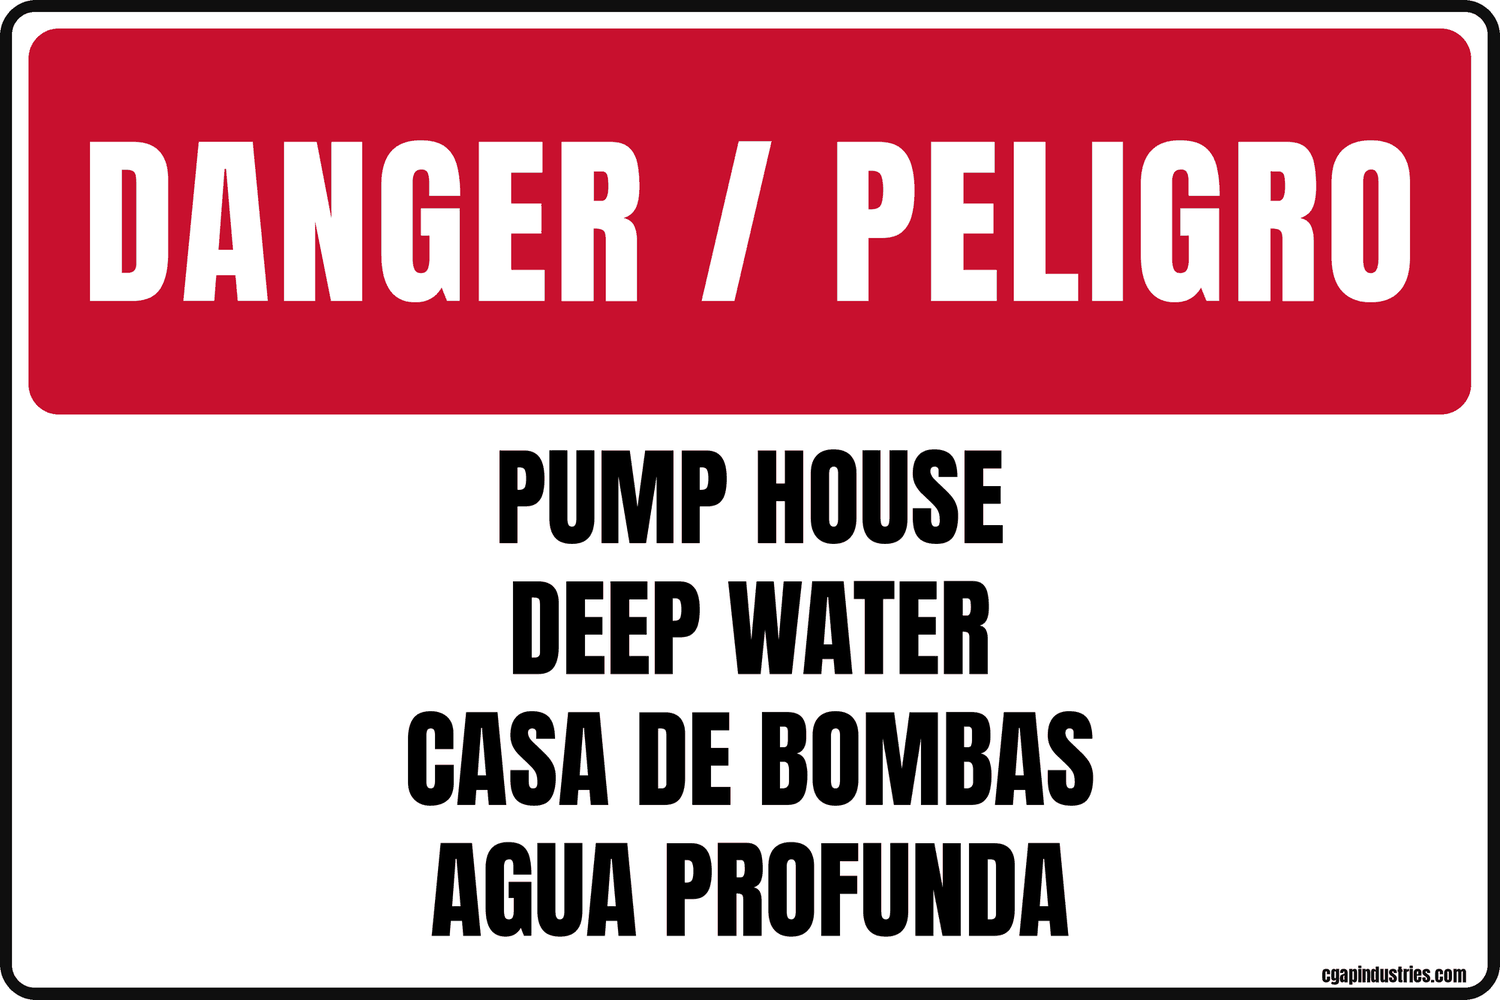 DANGER / PELIGRO
PUMP HOUSE
DEEP WATER
CASA DE BOMBAS
AGUA PROFUNDA
cgapindustries.com